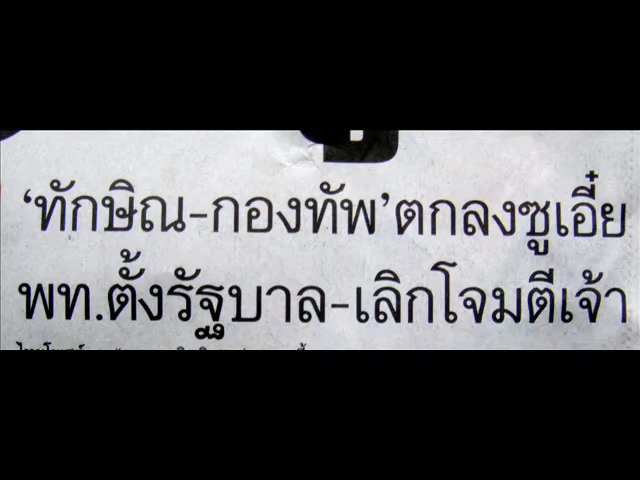 ‘ทักษิณ-กองทัพ’ตกลงซูเอี๋ย
พท.ตั้งรัฐบาล-เลิกโจมตีเจ้า